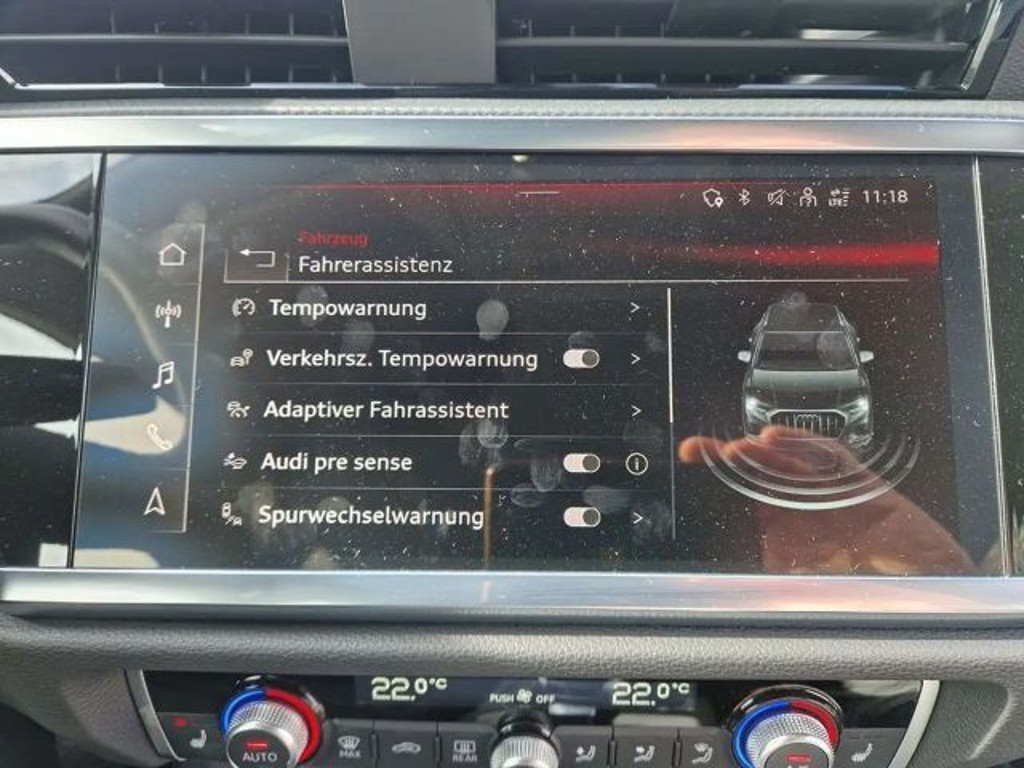 11:18
Fahrzeug
Fahrerassistenz
Tempowarnung
Verkehrsz. Tempowarnung
Adaptiver Fahrassistent
Audi pre sense
Spurwechselwarnung
22.0°C PUSH OFF 22.0°C
AUTO MAX REAR